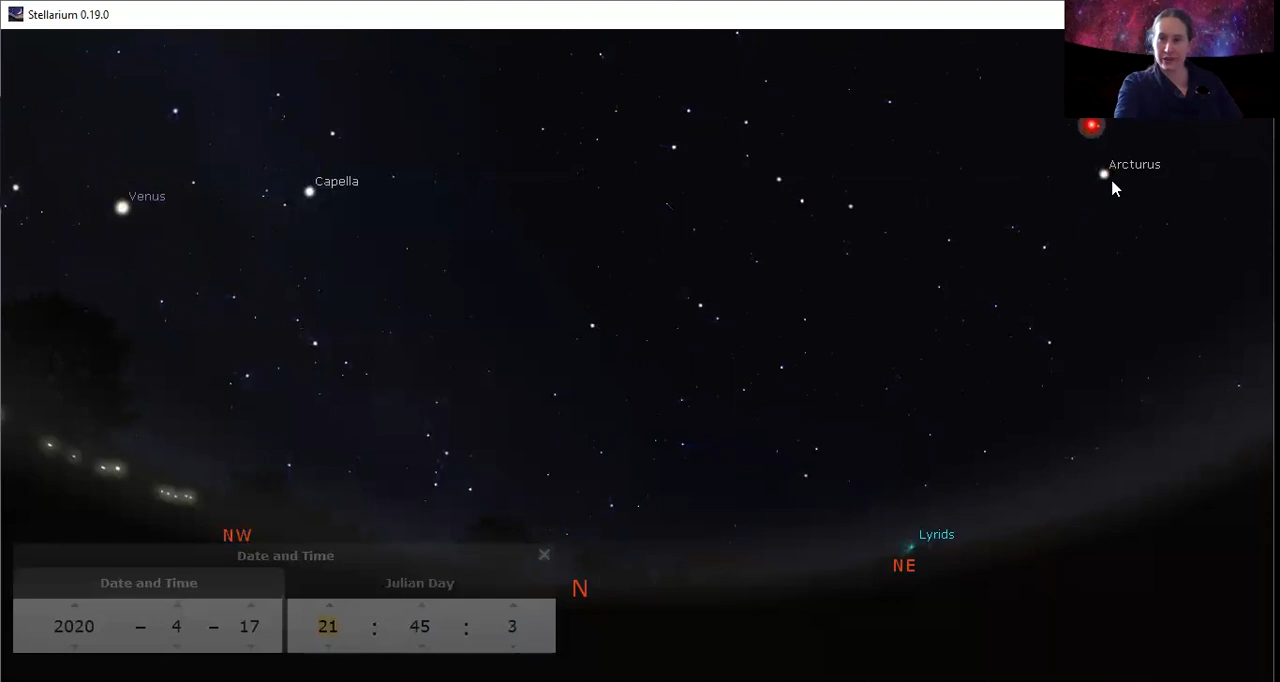 Stellarium 0.19.0
Arcturus
Capella
Venus
Lyrids
NW
NE
N
Date and Time
Date and Time
Julian Day
2020 - 4 - 17
21 : 45 : 3